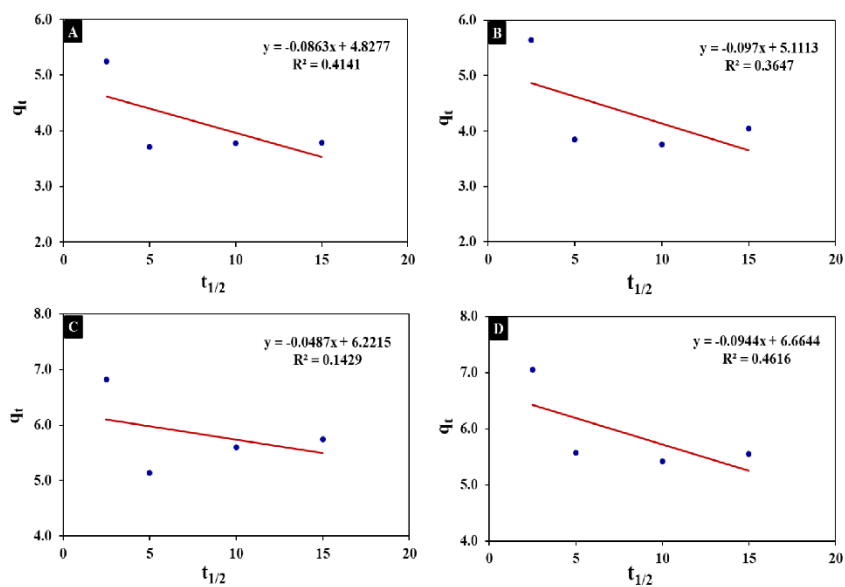 A
y = -0.0863x + 4.8277
R² = 0.4141
6.0
5.0
4.0
3.0
2.0
qt
0 5 10 15 20
t1/2
B
y = -0.097x + 5.1113
R² = 0.3647
6.0
5.0
4.0
3.0
2.0
qt
0 5 10 15 20
t1/2
C
y = -0.0487x + 6.2215
R² = 0.1429
8.0
7.0
6.0
5.0
4.0
qt
0 5 10 15 20
t1/2
D
y = -0.0944x + 6.6644
R² = 0.4616
8.0
7.0
6.0
5.0
4.0
qt
0 5 10 15 20
t1/2